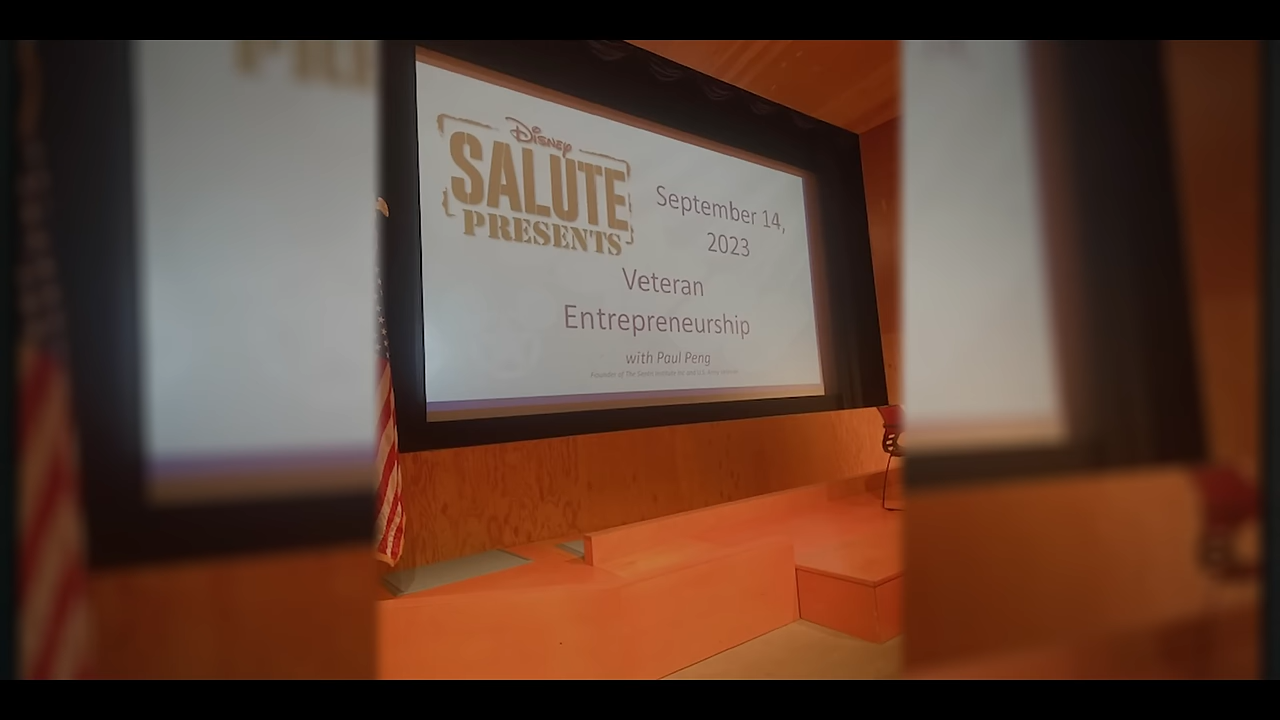 Disney
SALUTE
PRESENTS
September 14,
2023
Veteran
Entrepreneurship
with Paul Peng